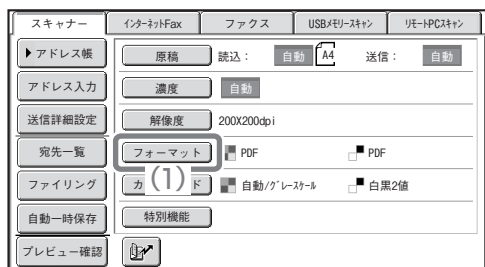 スキャナー インターネットFax ファクス USBメモリースキャン リモートPCスキャン
アドレス帳 原稿 読込： 自動 A4 送信： 自動
アドレス入力 濃度 自動
送信詳細設定 解像度 200X200dpi
宛先一覧 フォーマット PDF PDF
ファイリング カ (1) ド 自動/グレースケール 白黒2値
自動一時保存 特別機能
プレビュー確認